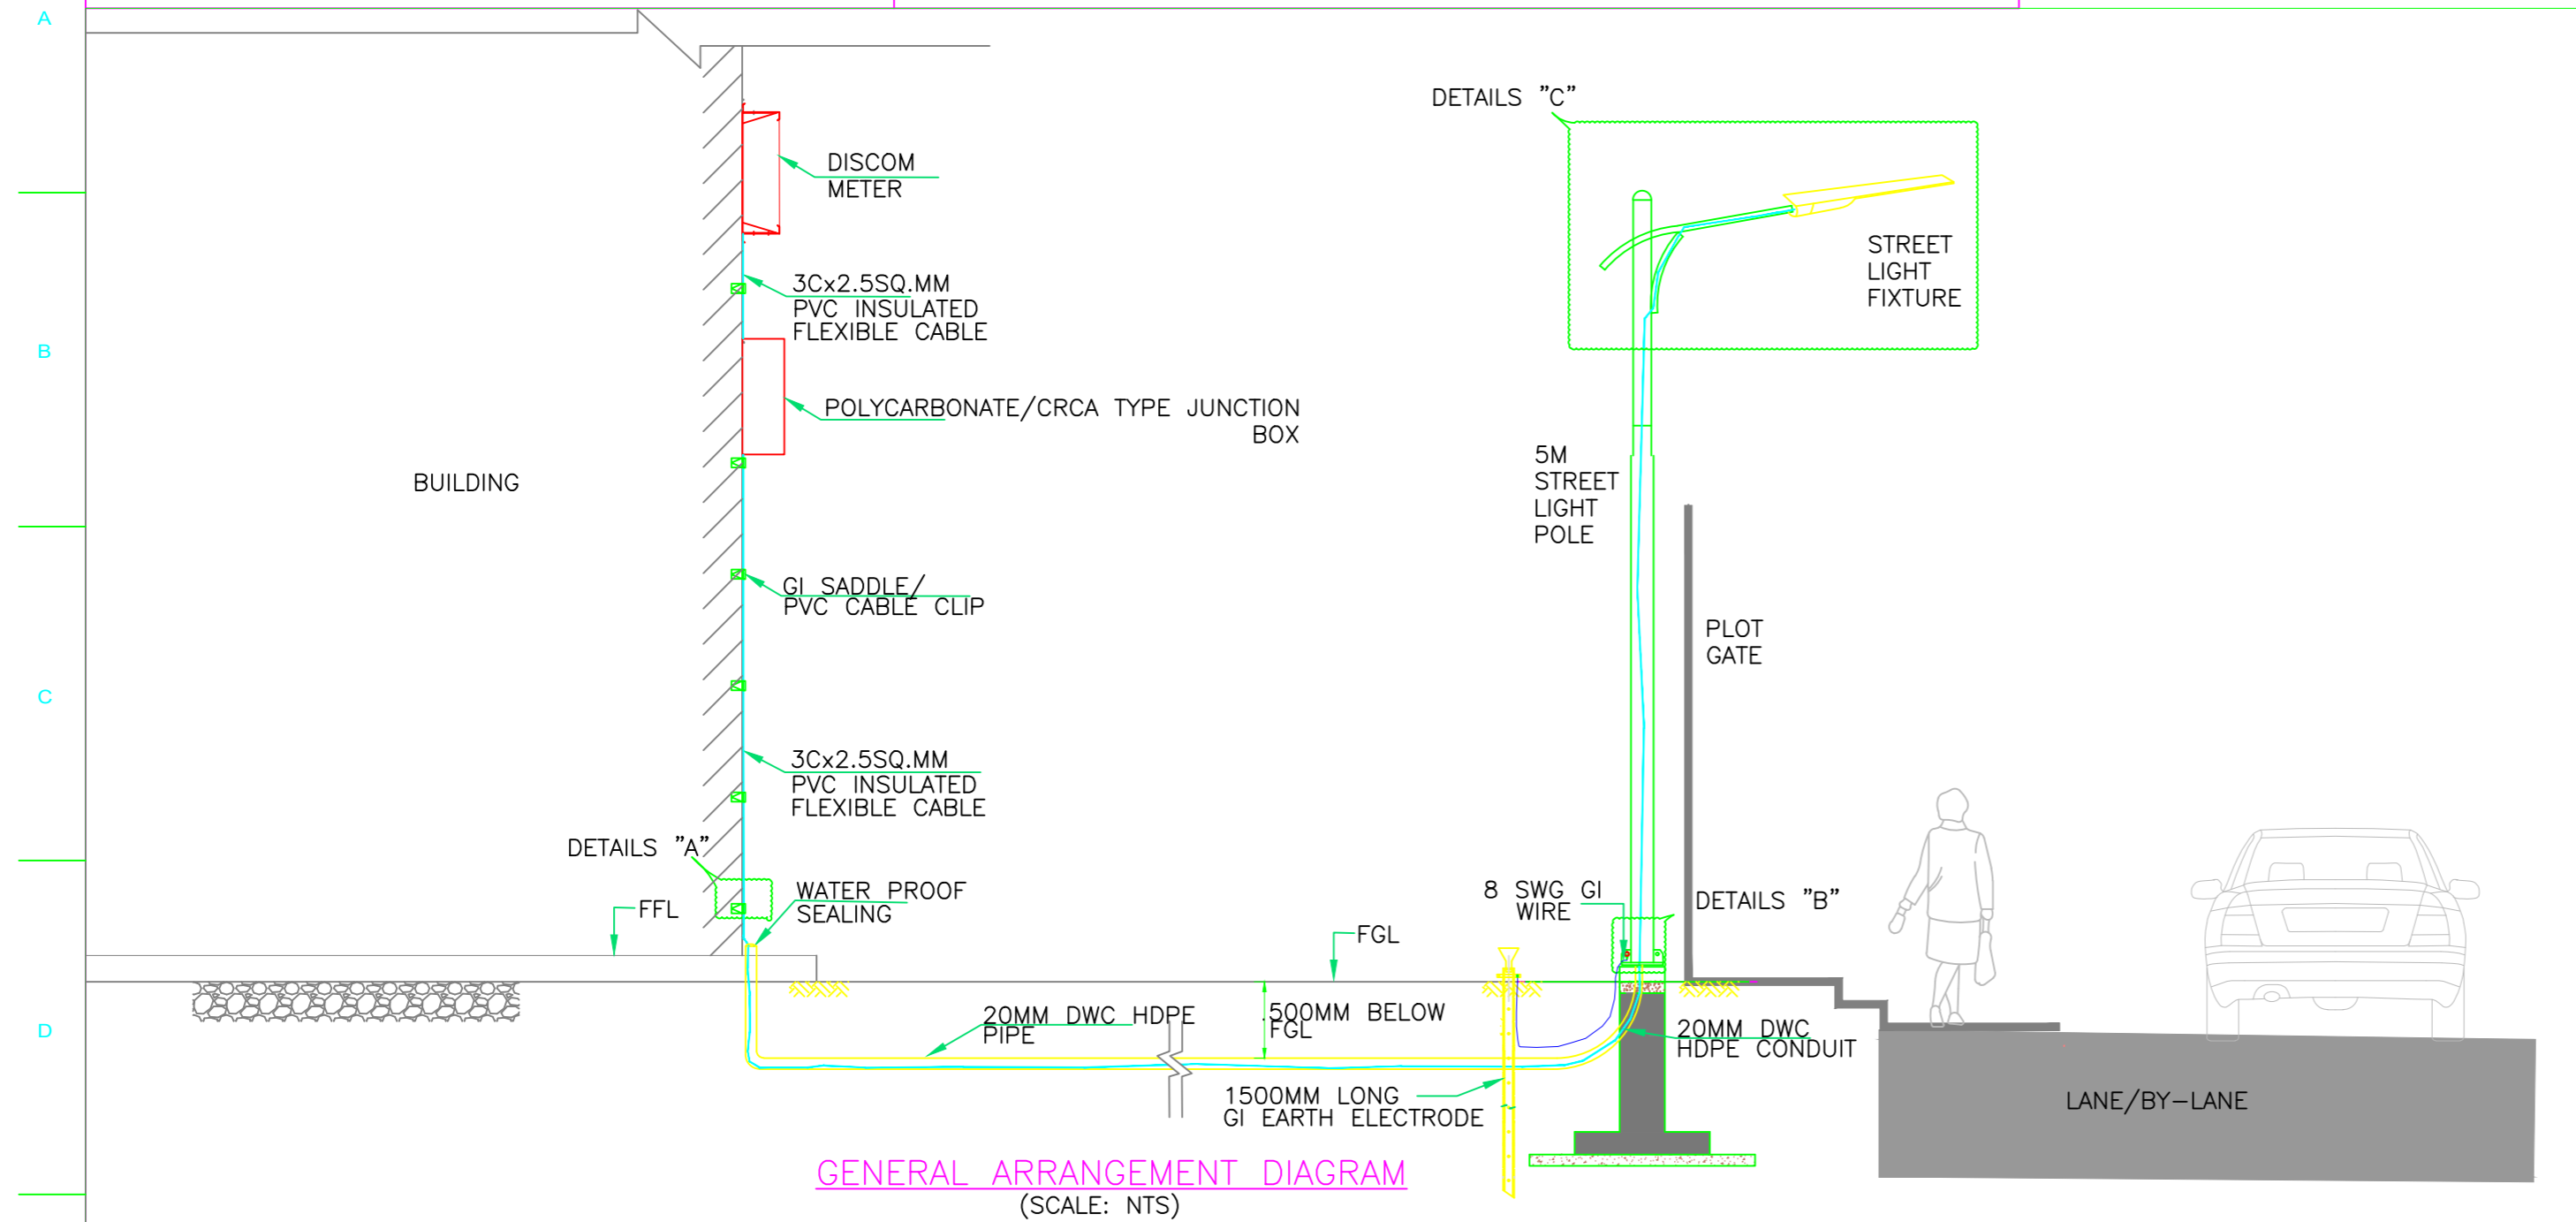 A
DETAILS "C"
DISCOM
METER
STREET
LIGHT
FIXTURE
3Cx2.5SQ.MM
PVC INSULATED
FLEXIBLE CABLE
B
POLYCARBONATE/CRCA TYPE JUNCTION
BOX
5M
STREET
LIGHT
POLE
BUILDING
GI SADDLE/
PVC CABLE CLIP
PLOT
GATE
C
3Cx2.5SQ.MM
PVC INSULATED
FLEXIBLE CABLE
DETAILS "A"
WATER PROOF
SEALING
8 SWG GI
WIRE
DETAILS "B"
FFL
FGL
D
20MM DWC HDPE
PIPE
500MM BELOW
FGL
20MM DWC
HDPE CONDUIT
1500MM LONG
GI EARTH ELECTRODE
LANE/BY-LANE
GENERAL ARRANGEMENT DIAGRAM
(SCALE: NTS)